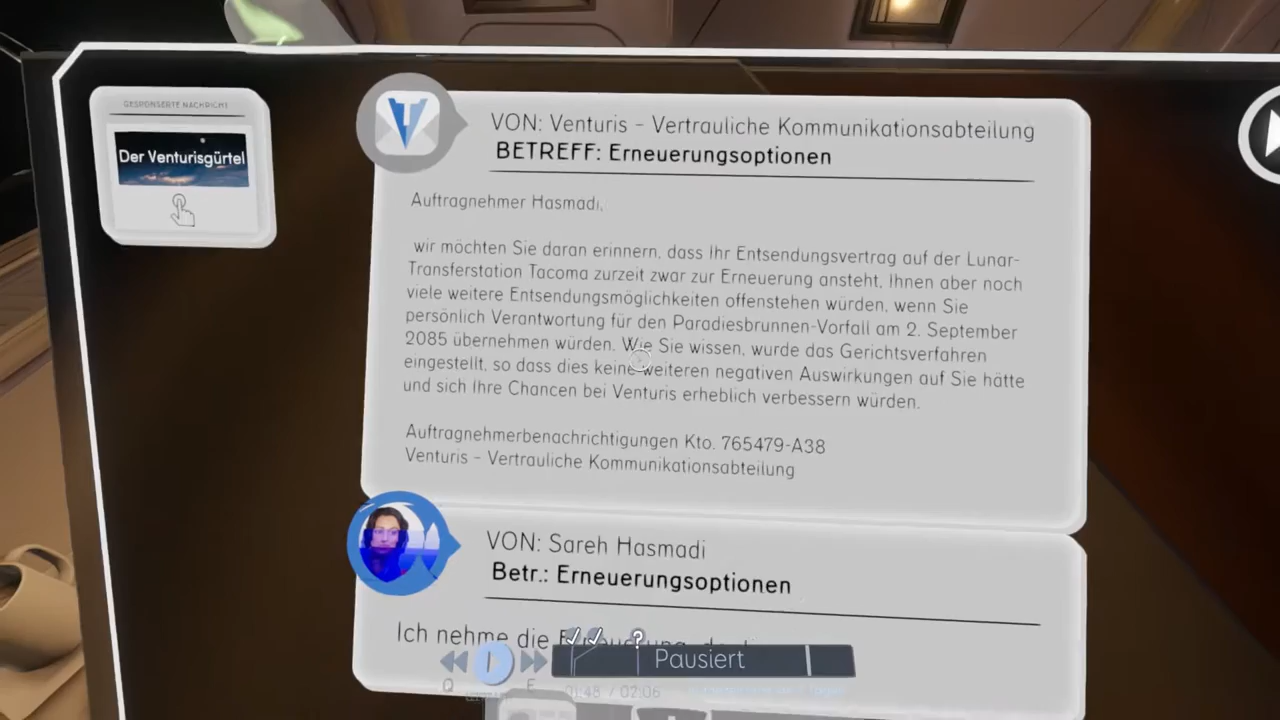 GESPONSERTE NACHRICHT
Der Venturisgürtel
VON: Venturis - Vertrauliche Kommunikationsabteilung
BETREFF: Erneuerungsoptionen
Auftragnehmer Hasmadi,
wir möchten Sie daran erinnern, dass Ihr Entsendungsvertrag auf der Lunar-
Transferstation Tacoma zurzeit zwar zur Erneuerung ansteht, Ihnen aber noch
viele weitere Entsendungsmöglichkeiten offenstehen würden, wenn Sie
persönlich Verantwortung für den Paradiesbrunnen-Vorfall am 2. September
2085 übernehmen würden. Wie Sie wissen, wurde das Gerichtsverfahren
eingestellt, so dass dies keine weiteren negativen Auswirkungen auf Sie hätte
und sich Ihre Chancen bei Venturis erheblich verbessern würden.
Auftragnehmerbenachrichtigungen Kto. 765479-A38
Venturis - Vertrauliche Kommunikationsabteilung
VON: Sareh Hasmadi
Betr.: Erneuerungsoptionen
Ich nehme die
?
Pausiert
Q
E
01:48 / 02:06